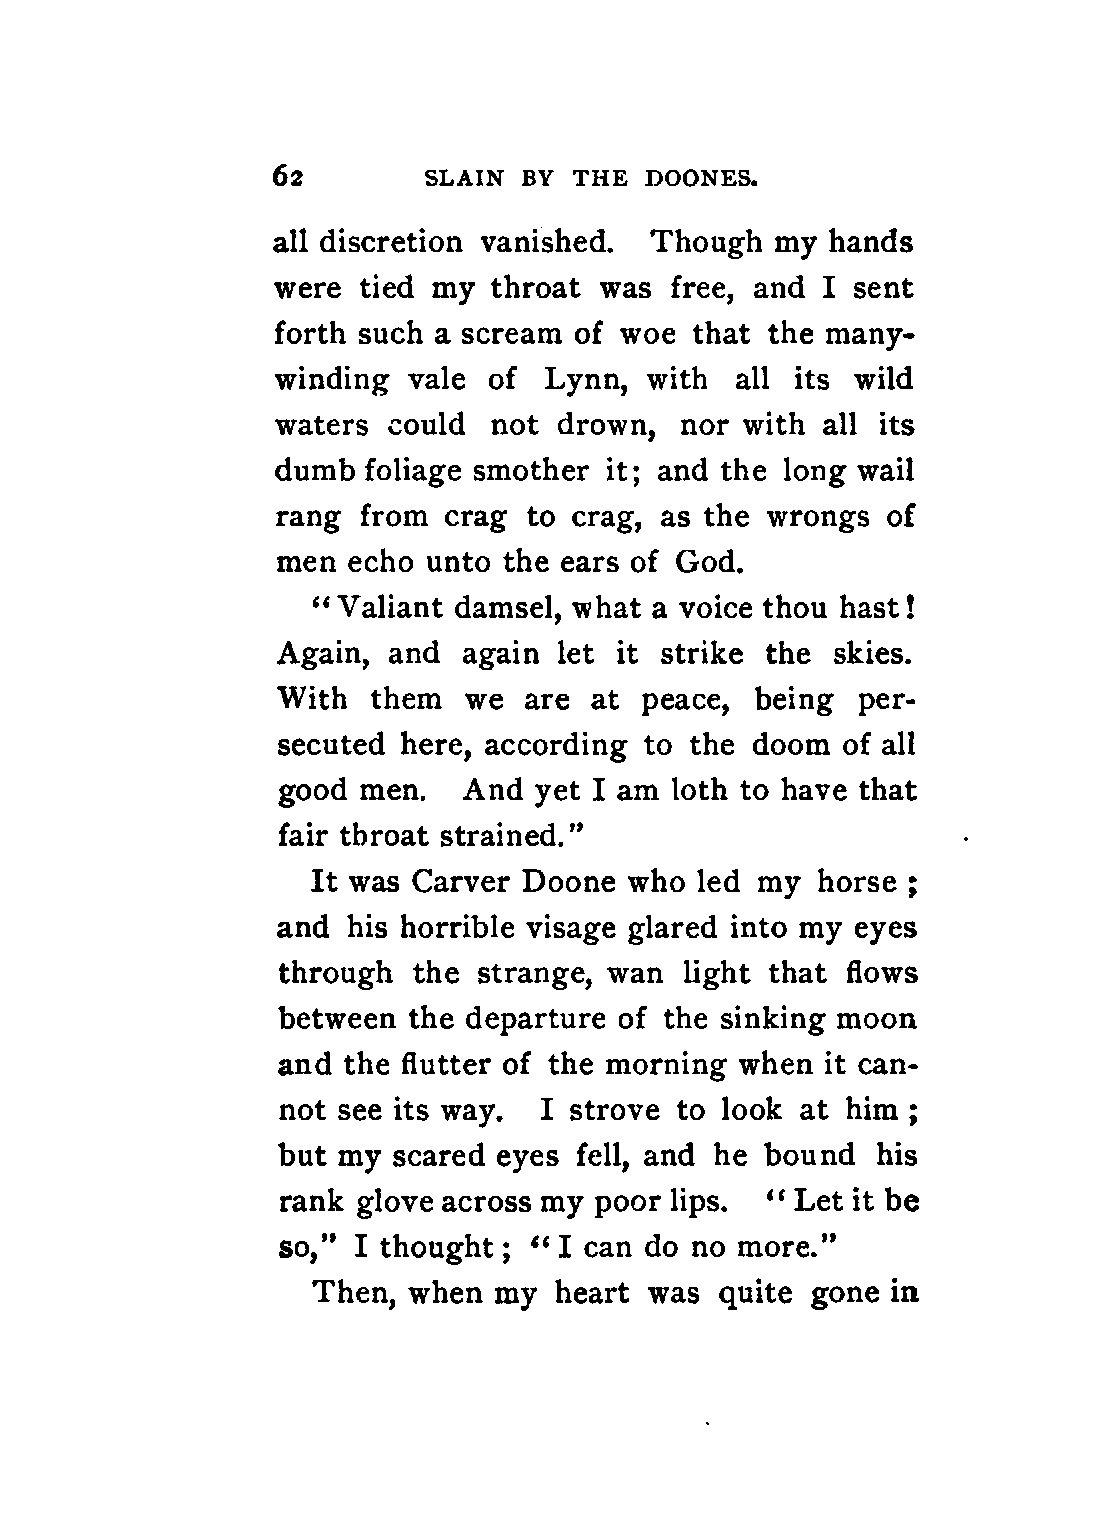 62 SLAIN BY THE DOONES.
all discretion vanished. Though my hands
were tied my throat was free, and I sent
forth such a scream of woe that the many-
winding vale of Lynn, with all its wild
waters could not drown, nor with all its
dumb foliage smother it; and the long wail
rang from crag to crag, as the wrongs of
men echo unto the ears of God.
“Valiant damsel, what a voice thou hast!
Again, and again let it strike the skies.
With them we are at peace, being per-
secuted here, according to the doom of all
good men. And yet I am loth to have that
fair throat strained.”
It was Carver Doone who led my horse;
and his horrible visage glared into my eyes
through the strange, wan light that flows
between the departure of the sinking moon
and the flutter of the morning when it can-
not see its way. I strove to look at him;
but my scared eyes fell, and he bound his
rank glove across my poor lips. “Let it be
so,” I thought; “I can do no more.”
Then, when my heart was quite gone in